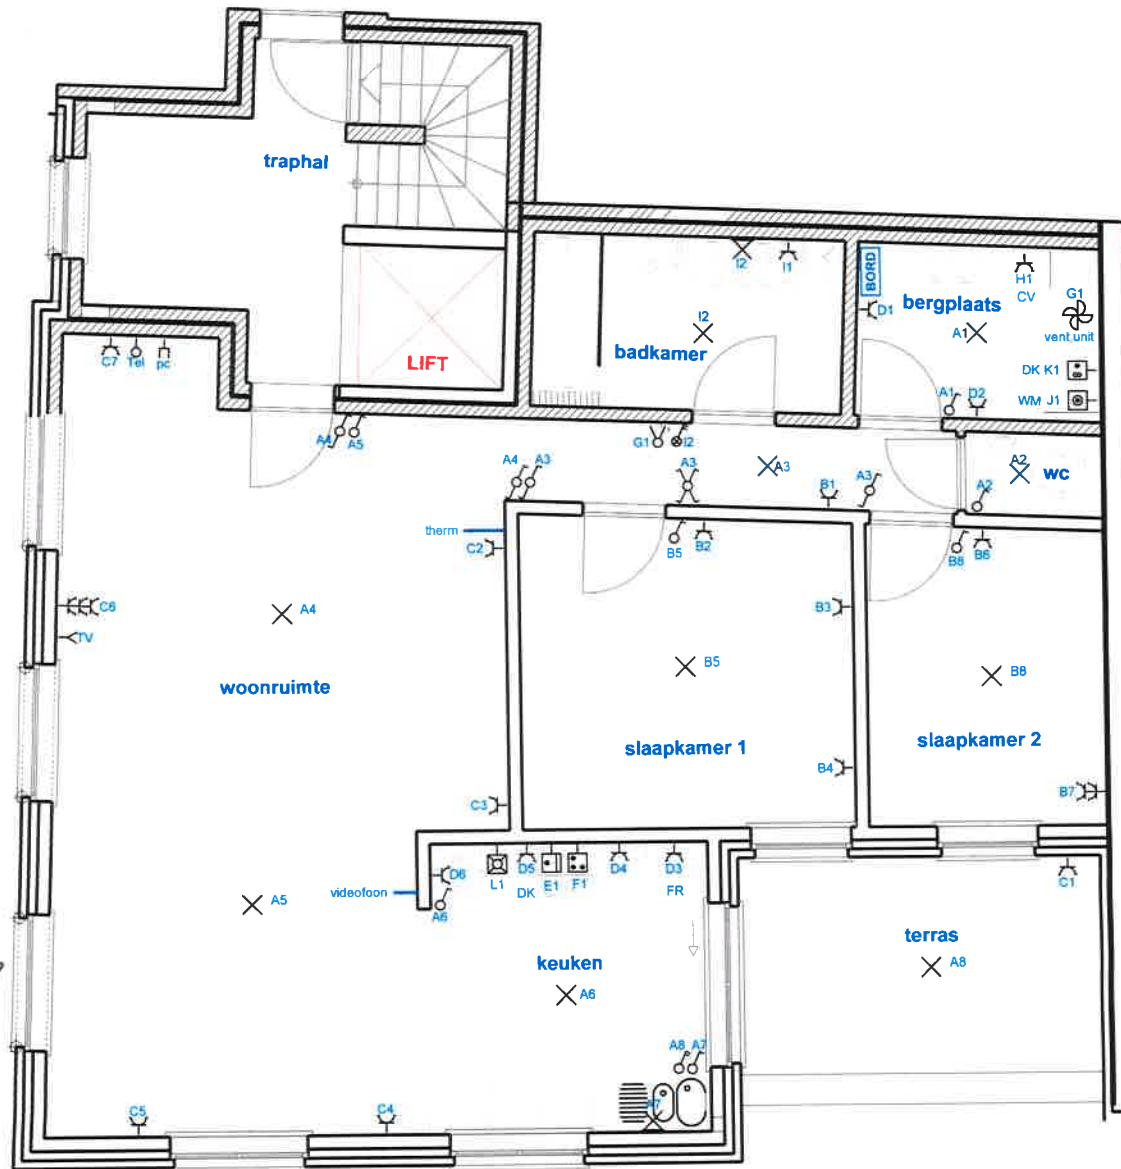 traphal
I2
I1
BORD
H1
CV
G1
bergplaats
D1
I2
A1
vent.unit
badkamer
LIFT
C7
Tel
pc
DK K1
WM J1
A1
D2
A4
A5
G1
I2
A4
A3
A3
A3
A2
wc
A3
A2
B1
therm
C2
B5
B2
B8
B6
C6
A4
B3
TV
B5
B8
woonruimte
slaapkamer 1
slaapkamer 2
B4
B7
C3
D6
L1
D5
E1
F1
D4
D3
C1
videofoon
DK
FR
A5
A6
terras
keuken
A8
A6
A8
A7
C5
C4
A7